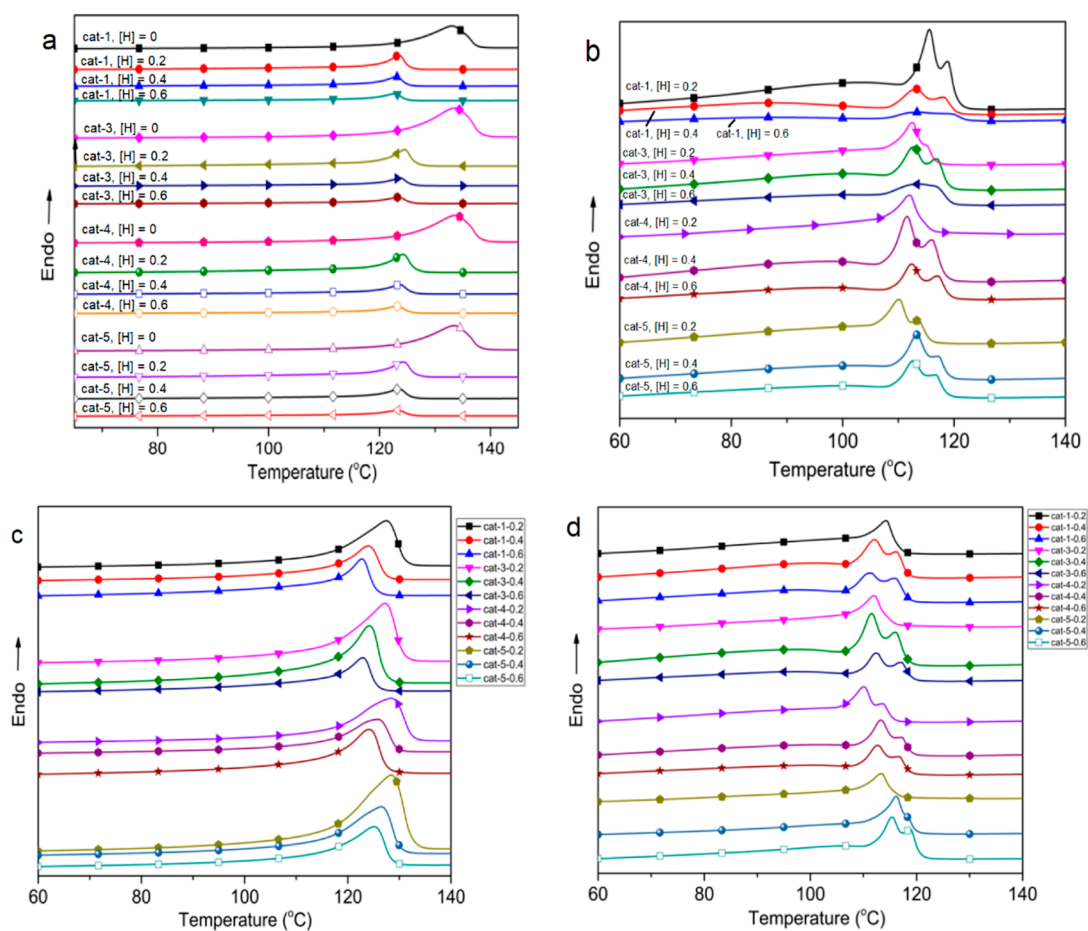 a
cat-1, [H] = 0
cat-1, [H] = 0.2
cat-1, [H] = 0.4
cat-1, [H] = 0.6
cat-3, [H] = 0
cat-3, [H] = 0.2
cat-3, [H] = 0.4
cat-3, [H] = 0.6
cat-4, [H] = 0
cat-4, [H] = 0.2
cat-4, [H] = 0.4
cat-4, [H] = 0.6
cat-5, [H] = 0
cat-5, [H] = 0.2
cat-5, [H] = 0.4
cat-5, [H] = 0.6
Endo
80 100 120 140
Temperature (°C)
b
cat-1, [H] = 0.2
cat-1, [H] = 0.4 cat-1, [H] = 0.6
cat-3, [H] = 0.2
cat-3, [H] = 0.4
cat-3, [H] = 0.6
cat-4, [H] = 0.2
cat-4, [H] = 0.4
cat-4, [H] = 0.6
cat-5, [H] = 0.2
cat-5, [H] = 0.4
cat-5, [H] = 0.6
Endo
60 80 100 120 140
Temperature (°C)
c
cat-1-0.2
cat-1-0.4
cat-1-0.6
cat-3-0.2
cat-3-0.4
cat-3-0.6
cat-4-0.2
cat-4-0.4
cat-4-0.6
cat-5-0.2
cat-5-0.4
cat-5-0.6
Endo
60 80 100 120 140
Temperature (°C)
d
cat-1-0.2
cat-1-0.4
cat-1-0.6
cat-3-0.2
cat-3-0.4
cat-3-0.6
cat-4-0.2
cat-4-0.4
cat-4-0.6
cat-5-0.2
cat-5-0.4
cat-5-0.6
Endo
60 80 100 120 140
Temperature (°C)